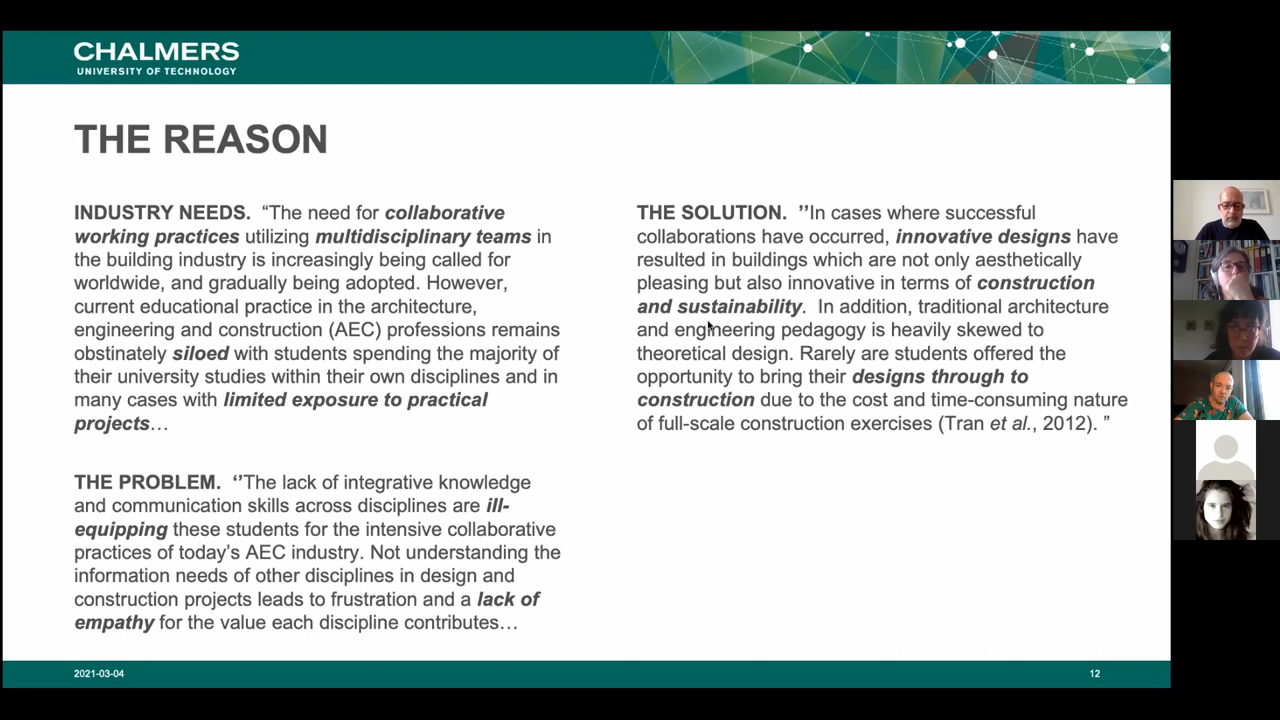 CHALMERS
UNIVERSITY OF TECHNOLOGY
THE REASON
INDUSTRY NEEDS. “The need for collaborative
working practices utilizing multidisciplinary teams in
the building industry is increasingly being called for
worldwide, and gradually being adopted. However,
current educational practice in the architecture,
engineering and construction (AEC) professions remains
obstinately siloed with students spending the majority of
their university studies within their own disciplines and in
many cases with limited exposure to practical
projects…
THE PROBLEM. ‘’The lack of integrative knowledge
and communication skills across disciplines are ill-
equipping these students for the intensive collaborative
practices of today’s AEC industry. Not understanding the
information needs of other disciplines in design and
construction projects leads to frustration and a lack of
empathy for the value each discipline contributes…
THE SOLUTION. ’’In cases where successful
collaborations have occurred, innovative designs have
resulted in buildings which are not only aesthetically
pleasing but also innovative in terms of construction
and sustainability. In addition, traditional architecture
and engineering pedagogy is heavily skewed to
theoretical design. Rarely are students offered the
opportunity to bring their designs through to
construction due to the cost and time-consuming nature
of full-scale construction exercises (Tran et al., 2012). ”
2021-03-04
12